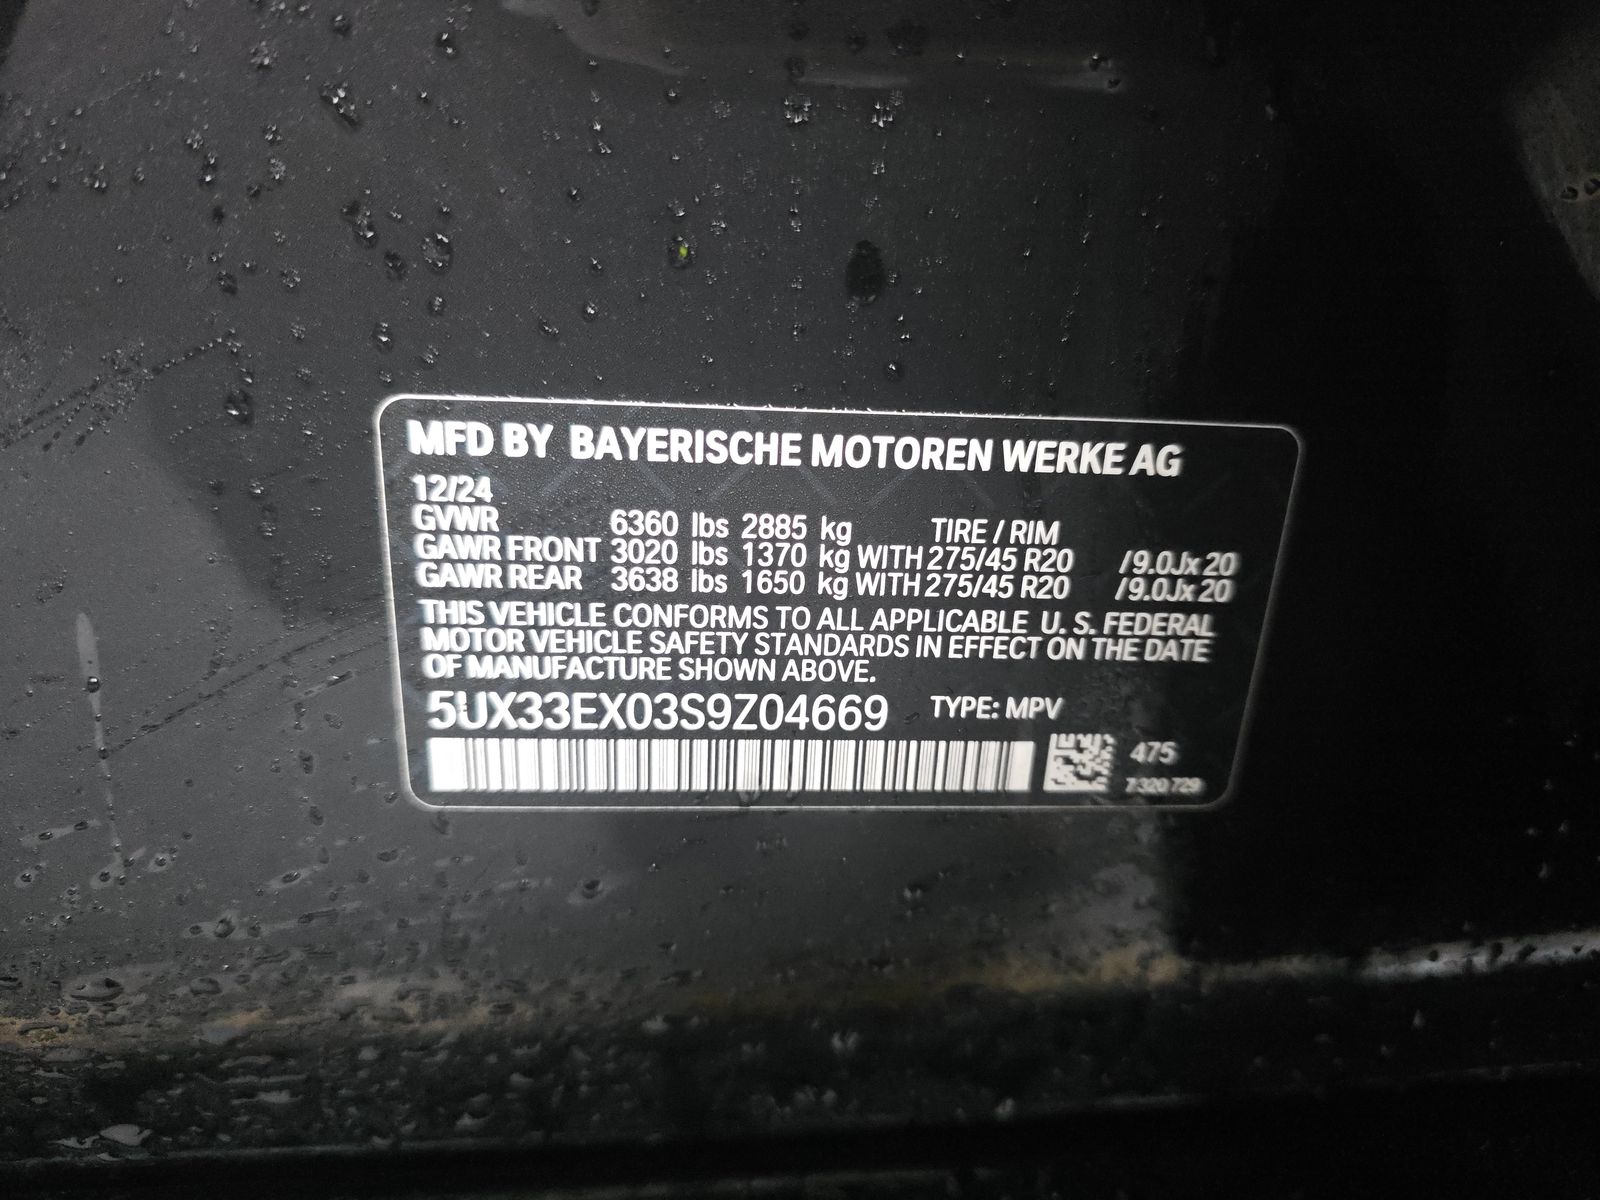 MFD BY BAYERISCHE MOTOREN WERKE AG
12/24
GVWR 6360 lbs 2885 kg TIRE / RIM
GAWR FRONT 3020 lbs 1370 kg WITH 275/45 R20 /9.0Jx20
GAWR REAR 3638 lbs 1650 kg WITH 275/45 R20 /9.0Jx20
THIS VEHICLE CONFORMS TO ALL APPLICABLE U. S. FEDERAL
MOTOR VEHICLE SAFETY STANDARDS IN EFFECT ON THE DATE
OF MANUFACTURE SHOWN ABOVE.
5UX33EX03S9Z04669 TYPE: MPV
475
7320729